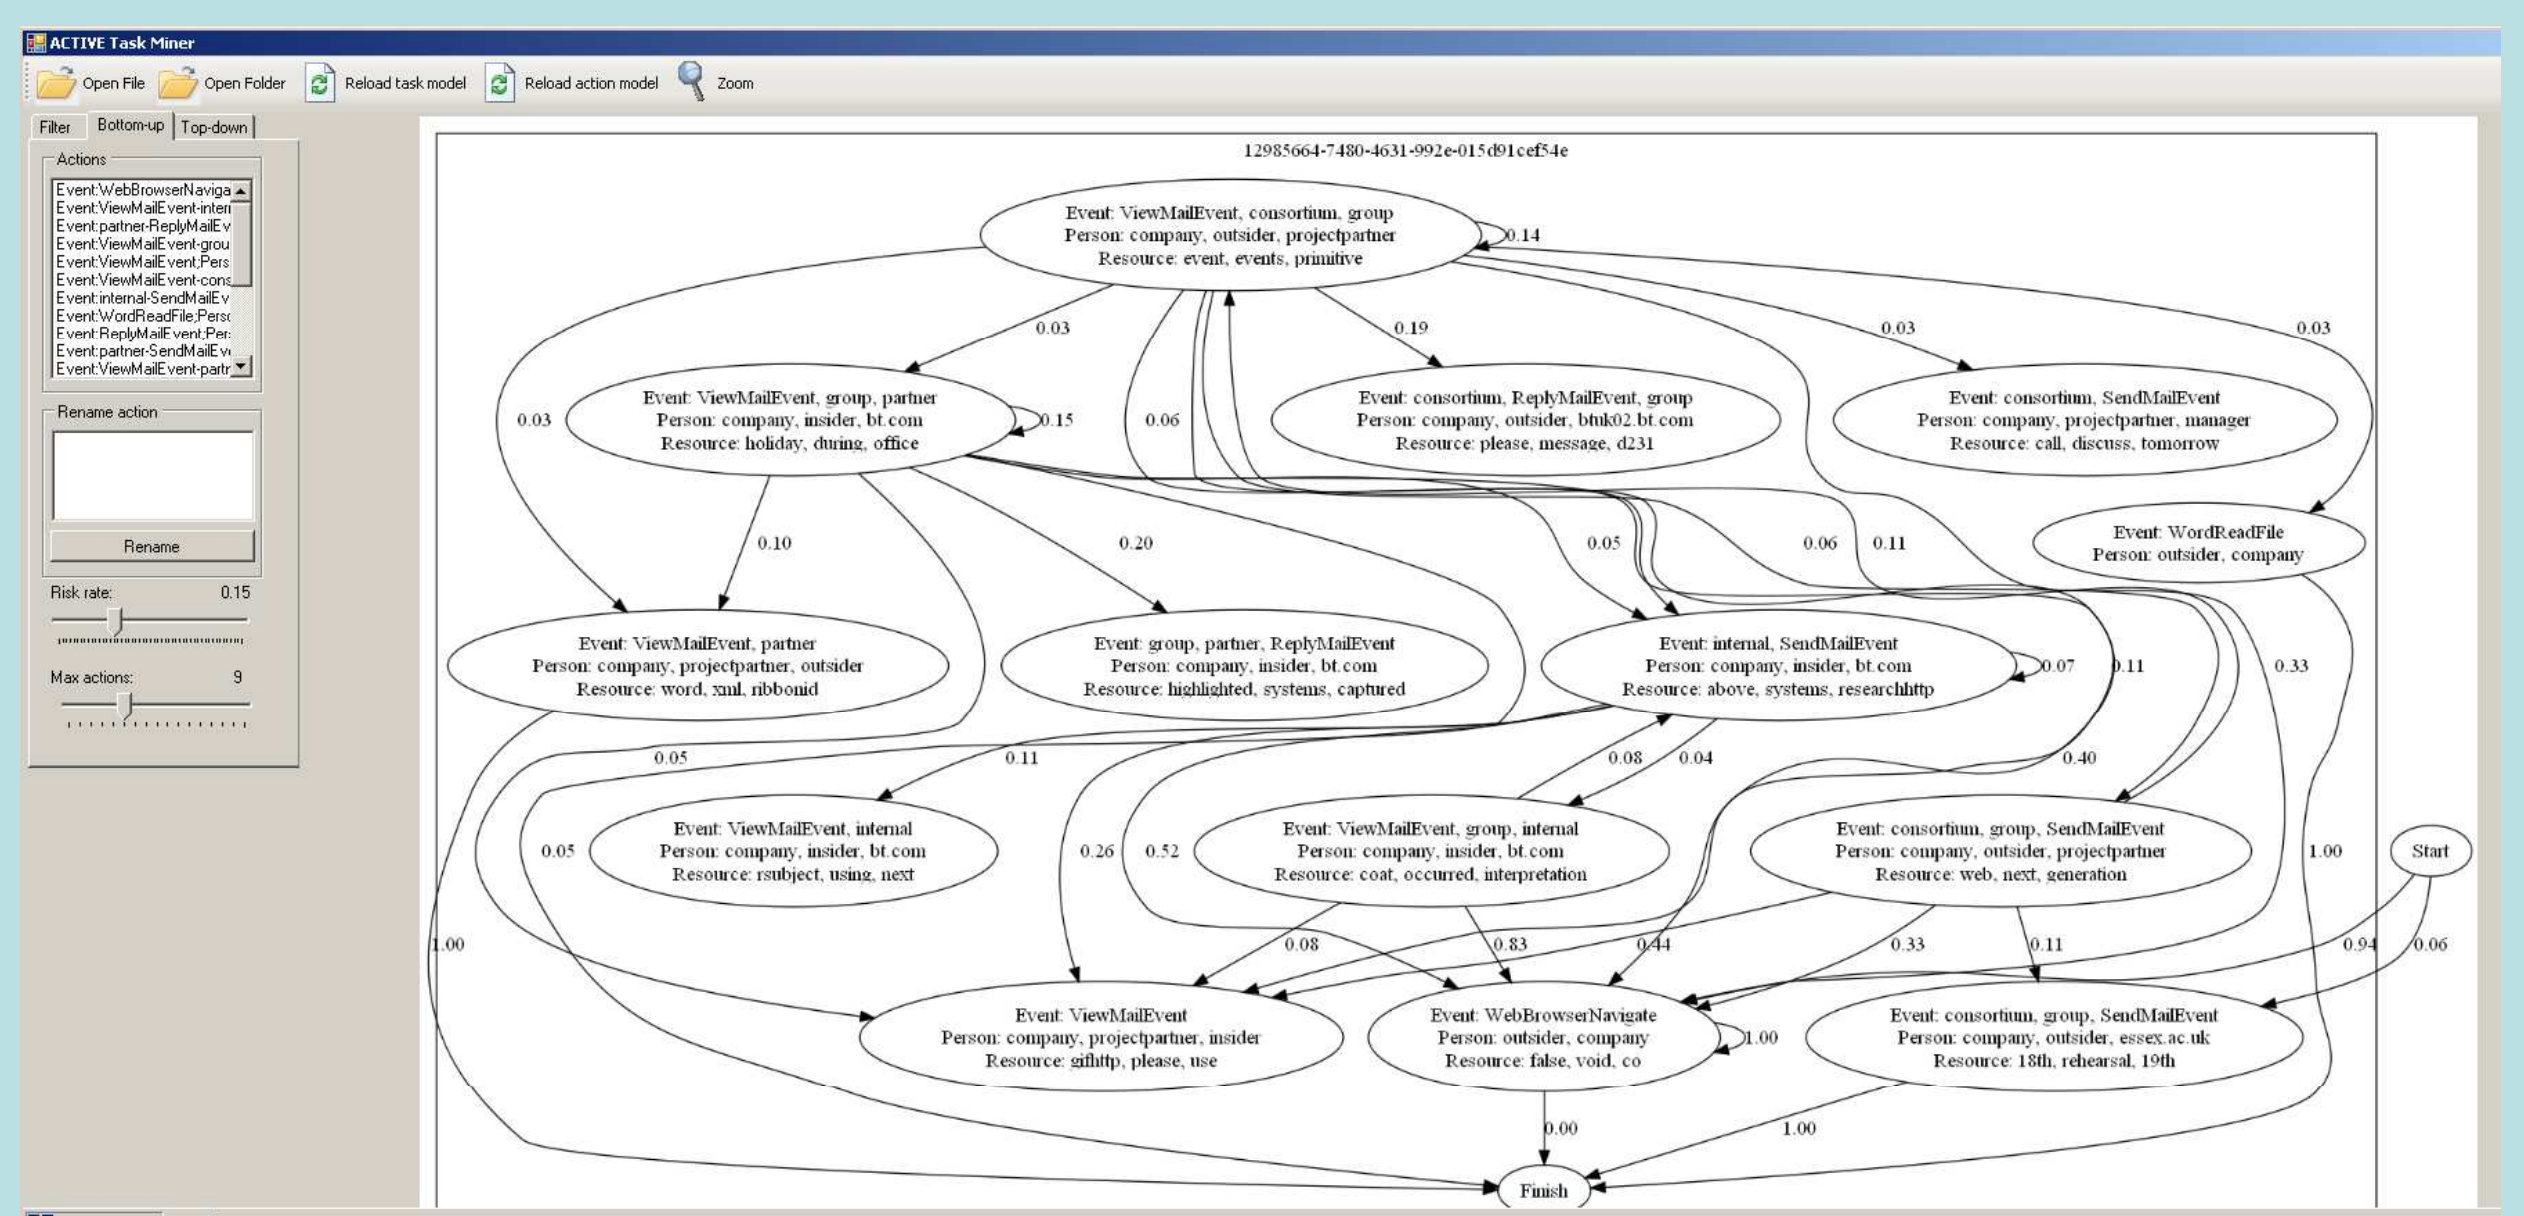 ACTIVE Task Miner
Open File Open Folder Reload task model Reload action model Zoom
Filter Bottom-up Top-down
Actions
Event:WebBrowserNaviga
Event:ViewMailEvent-inter
Event:partner-ReplyMailEv
Event:ViewMailEvent-grou
Event:ViewMailEvent;Pers
Event:ViewMailEvent-cons
Event:internal-SendMailEv
Event:WordReadFile;Perso
Event:ReplyMailEvent;Per
Event:partner-SendMailEv
Event:ViewMailEvent-partr
Rename action
Rename
Risk rate: 0.15
Max actions: 9
12985664-7480-4631-992e-015d91cef54e
Event: ViewMailEvent, consortium, group
Person: company, outsider, projectpartner
Resource: event, events, primitive
0.14
0.03
0.19
0.03
0.03
Event: ViewMailEvent, group, partner
Person: company, insider, bt.com
Resource: holiday, during, office
0.03
0.15
0.06
Event: consortium, ReplyMailEvent, group
Person: company, outsider, btuk02.bt.com
Resource: please, message, d231
Event: consortium, SendMailEvent
Person: company, projectpartner, manager
Resource: call, discuss, tomorrow
0.10
0.20
0.05
0.06
0.11
Event: WordReadFile
Person: outsider, company
Event: ViewMailEvent, partner
Person: company, projectpartner, outsider
Resource: word, xml, ribbonid
Event: group, partner, ReplyMailEvent
Person: company, insider, bt.com
Resource: highlighted, systems, captured
Event: internal, SendMailEvent
Person: company, insider, bt.com
Resource: above, systems, researchhttp
0.07
0.11
0.33
0.05
0.11
0.08
0.04
0.40
0.05
Event: ViewMailEvent, internal
Person: company, insider, bt.com
Resource: rsubject, using, next
0.26
0.52
Event: ViewMailEvent, group, internal
Person: company, insider, bt.com
Resource: coat, occurred, interpretation
Event: consortium, group, SendMailEvent
Person: company, outsider, projectpartner
Resource: web, next, generation
1.00
Start
1.00
0.08
0.83
0.44
0.33
0.11
0.94
0.06
Event: ViewMailEvent
Person: company, projectpartner, insider
Resource: gifhttp, please, use
Event: WebBrowserNavigate
Person: outsider, company
Resource: false, void, co
1.00
Event: consortium, group, SendMailEvent
Person: company, outsider, essex.ac.uk
Resource: 18th, rehearsal, 19th
0.00
1.00
Finish